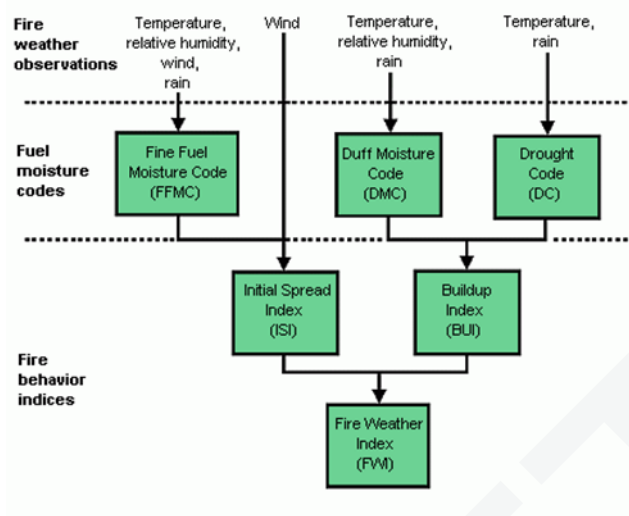 Fire
weather
observations
Temperature,
relative humidity,
wind,
rain
Wind
Temperature,
relative humidity,
rain
Temperature,
rain
Fuel
moisture
codes
Fine Fuel
Moisture Code
(FFMC)
Duff Moisture
Code
(DMC)
Drought
Code
(DC)
Fire
behavior
indices
Initial Spread
Index
(ISI)
Buildup
Index
(BUI)
Fire Weather
Index
(FWI)